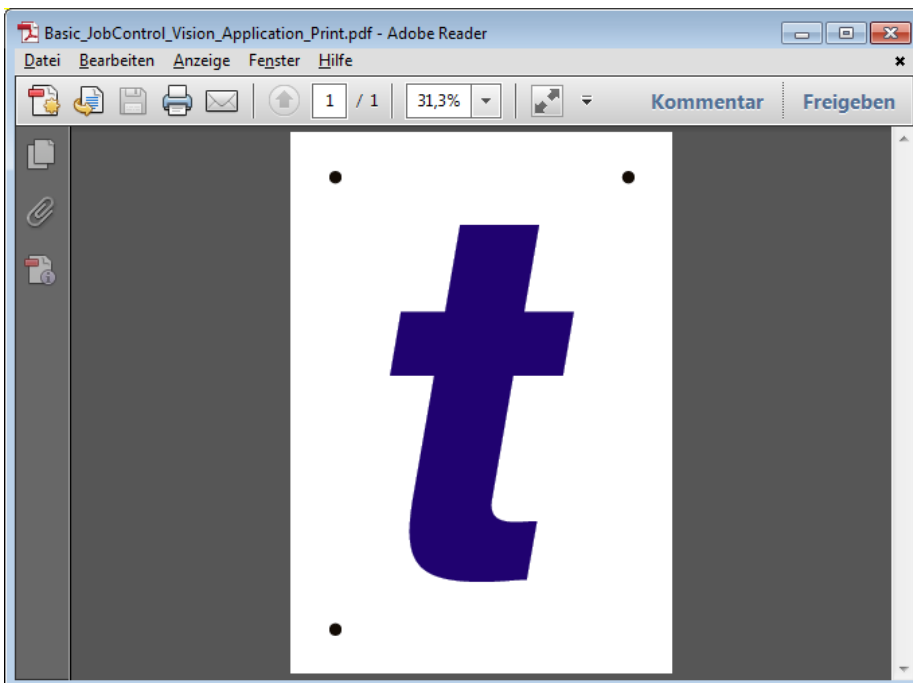 Basic_JobControl_Vision_Application_Print.pdf - Adobe Reader
Datei Bearbeiten Anzeige Fenster Hilfe
1 / 1 31,3% Kommentar Freigeben
t